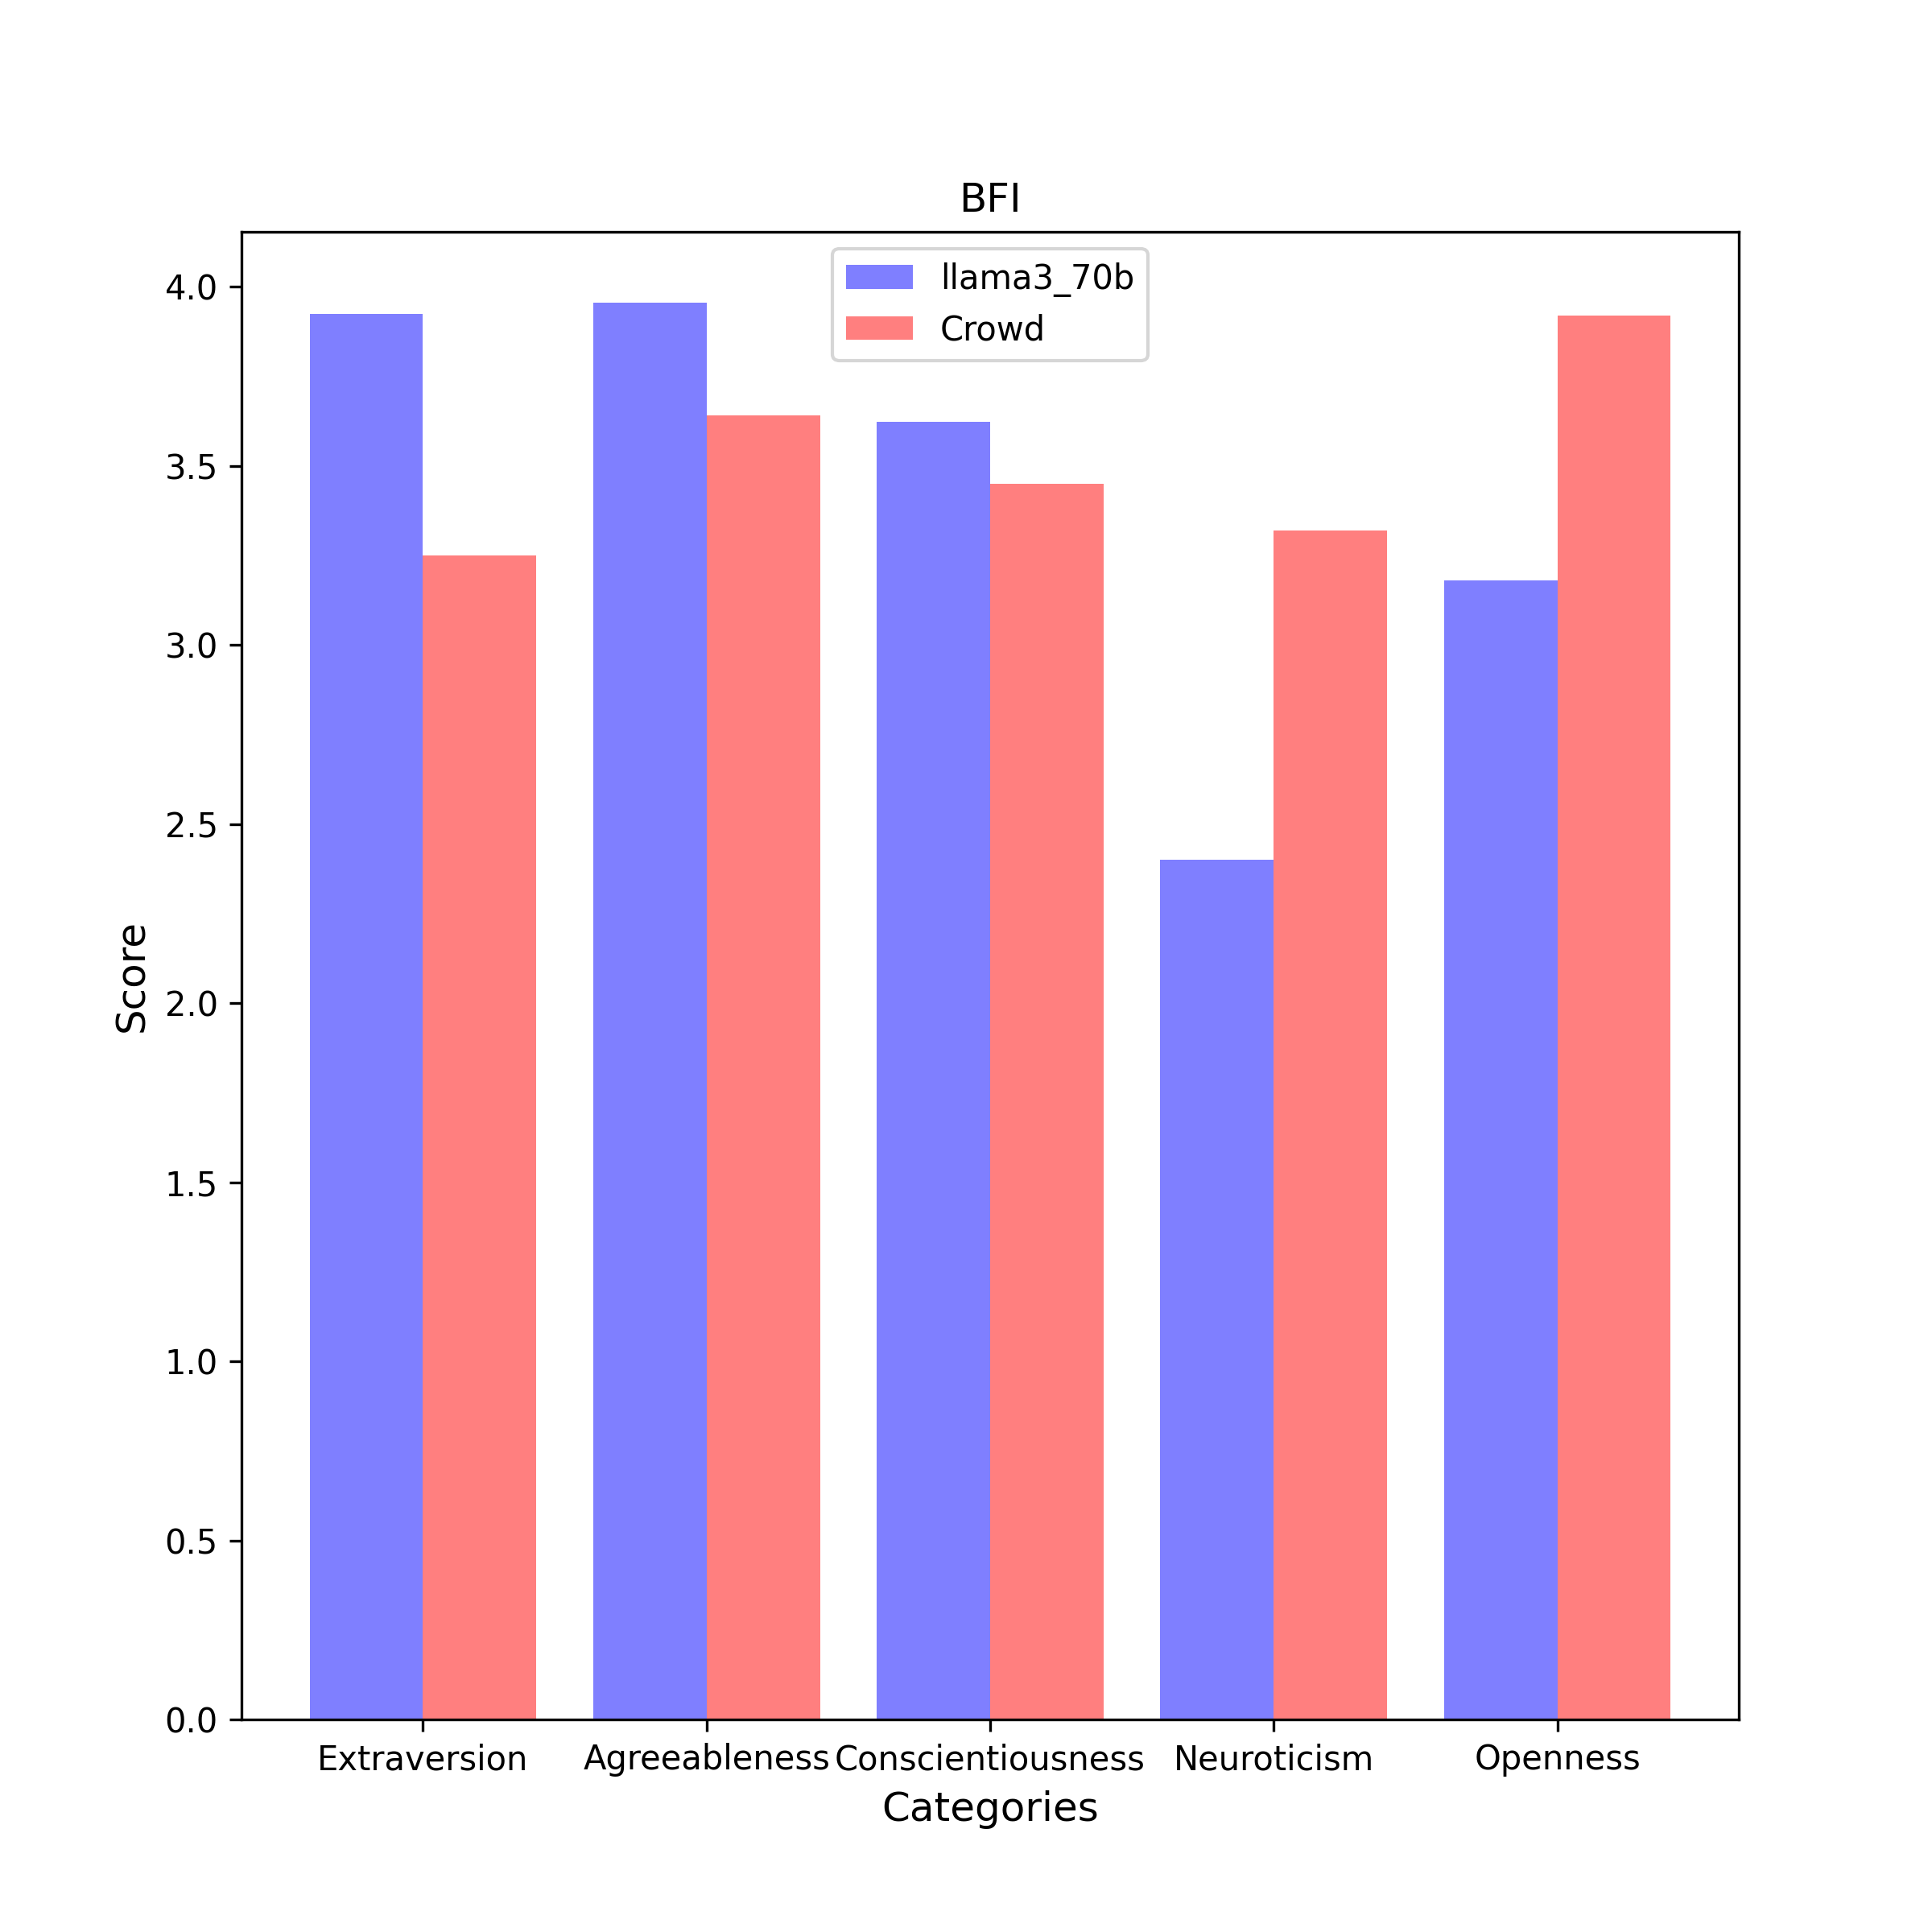 BFI
llama3_70b
Crowd
Score
4.0
3.5
3.0
2.5
2.0
1.5
1.0
0.5
0.0
Extraversion Agreeableness Conscientiousness Neuroticism Openness
Categories